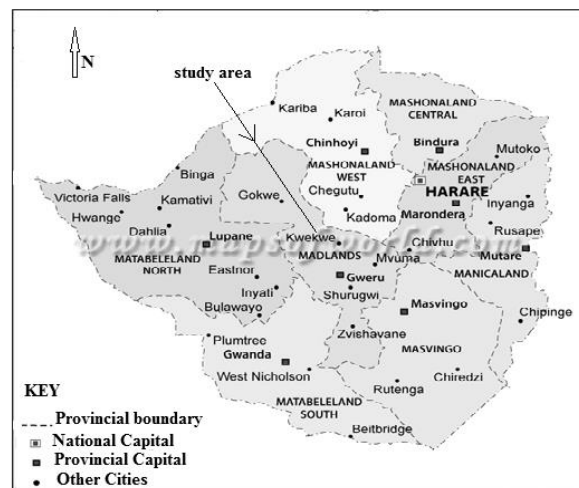 N
study area
Kariba
Karoi
MASHONALAND
CENTRAL
Chinhoyi
Bindura
Mutoko
MASHONALAND
WEST
MASHONALAND
EAST
Binga
HARARE
Victoria Falls
Kamativi
Gokwe
Chegutu
Marondera
Inyanga
Hwange
Kadoma
Rusape
Dahlia
Lupane
Kwekwe
Chivhu
Mutare
www.mapsofworld.com
MATABELELAND
NORTH
MADLANDS
Mvuma
MANICALAND
Eastnor
Gweru
Inyati
Shurugwi
Masvingo
Bulawayo
Chipinge
Zvishavane
Plumtree
Gwanda
MASVINGO
West Nicholson
Rutenga
Chiredzi
MATABELELAND
SOUTH
Beitbridge
KEY
Provincial boundary
National Capital
Provincial Capital
Other Cities